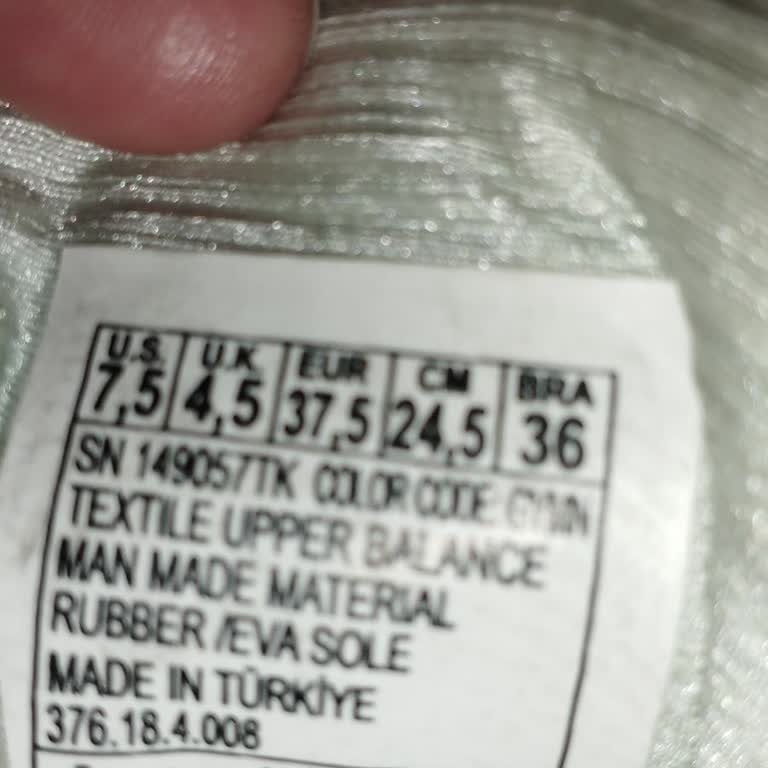 U.S. U.K. EUR CM BRA
7,5 4,5 37,5 24,5 36
SN 149057TK COLOR CODE
TEXTILE UPPER BALANCE
MAN MADE MATERIAL
RUBBER /EVA SOLE
MADE IN TÜRKİYE
376.18.4.008